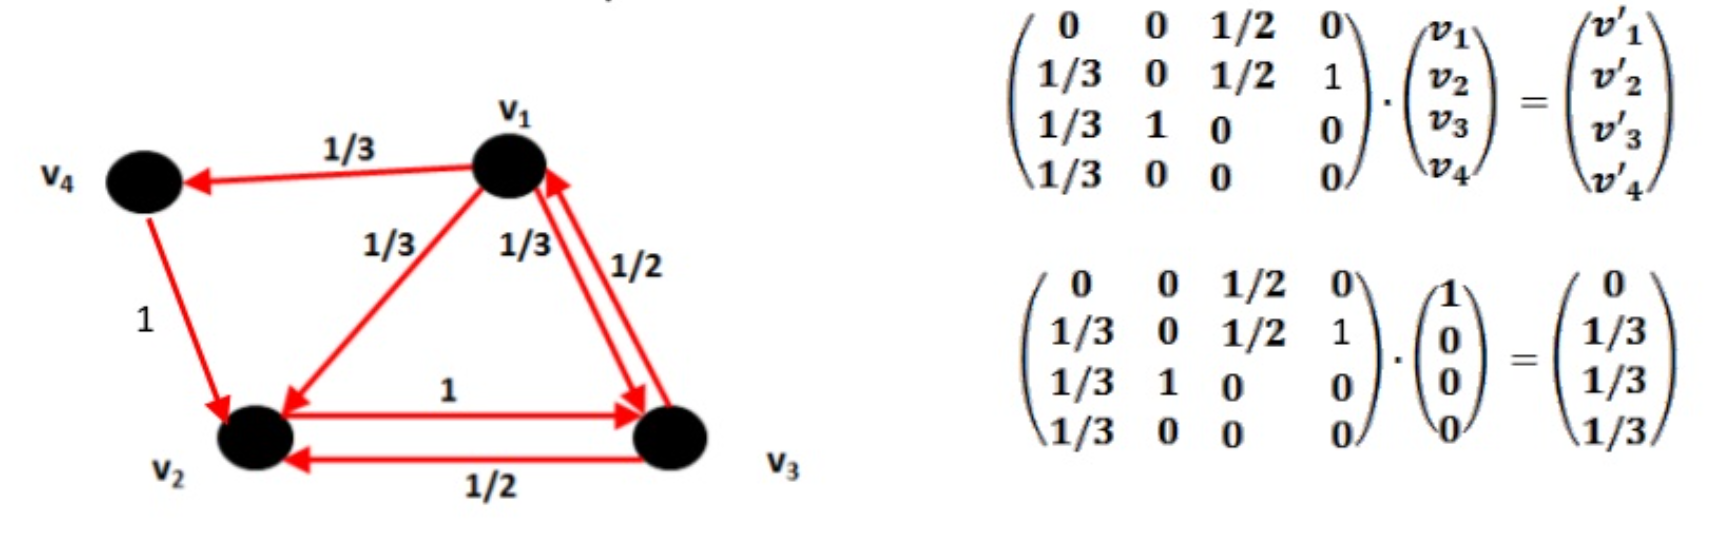 v₁
1/3
v₄
1/3
1/3
1/2
1
1
v₂
v₃
1/2
0 0 1/2 0
1/3 0 1/2 1
1/3 1 0 0
1/3 0 0 0
·
v₁
v₂
v₃
v₄
=
v'₁
v'₂
v'₃
v'₄
0 0 1/2 0
1/3 0 1/2 1
1/3 1 0 0
1/3 0 0 0
·
1
0
0
0
=
0
1/3
1/3
1/3